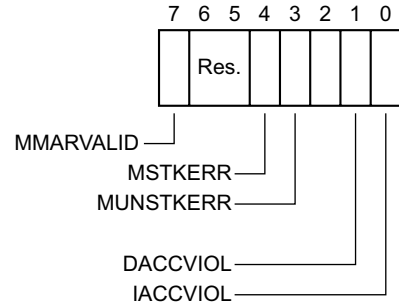 7 6 5 4 3 2 1 0
Res.
MMARVALID
MSTKERR
MUNSTKERR
DACCVIOL
IACCVIOL